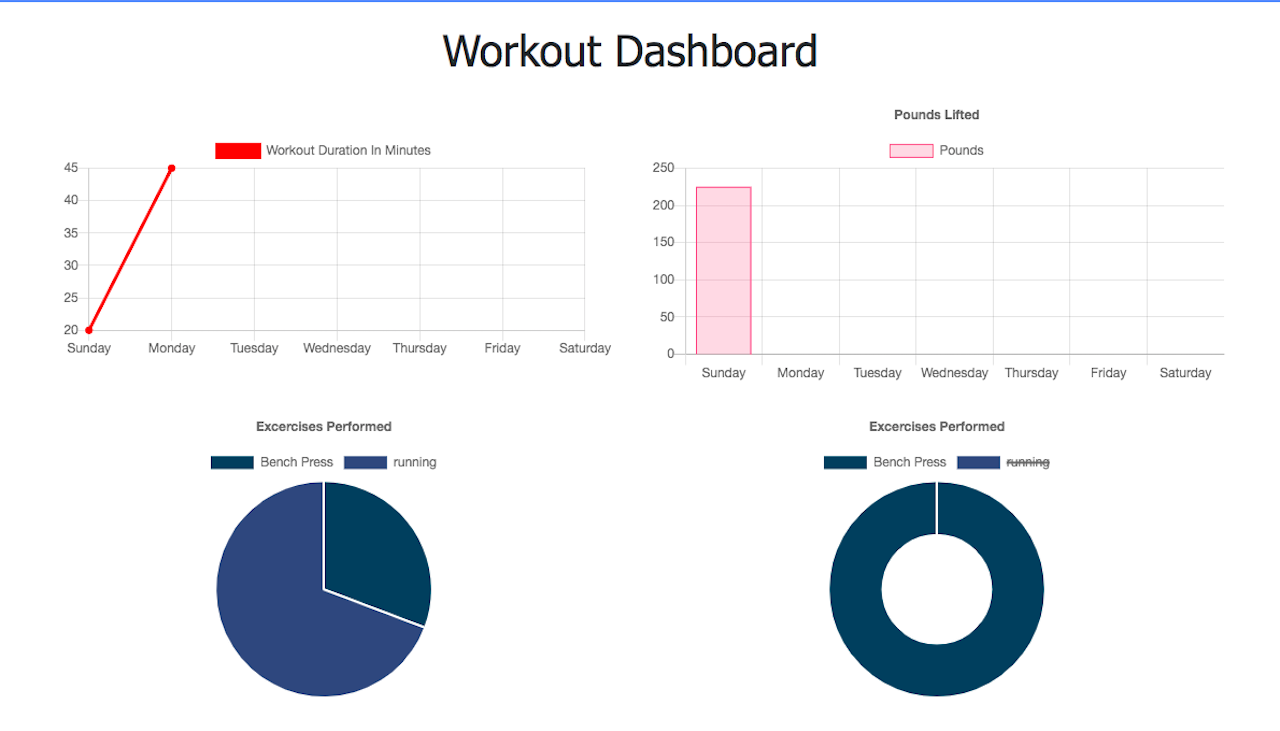 Workout Dashboard
Workout Duration In Minutes
45
40
35
30
25
20
Sunday Monday Tuesday Wednesday Thursday Friday Saturday
Pounds Lifted
Pounds
250
200
150
100
50
0
Sunday Monday Tuesday Wednesday Thursday Friday Saturday
Excercises Performed
Bench Press running
Excercises Performed
Bench Press running